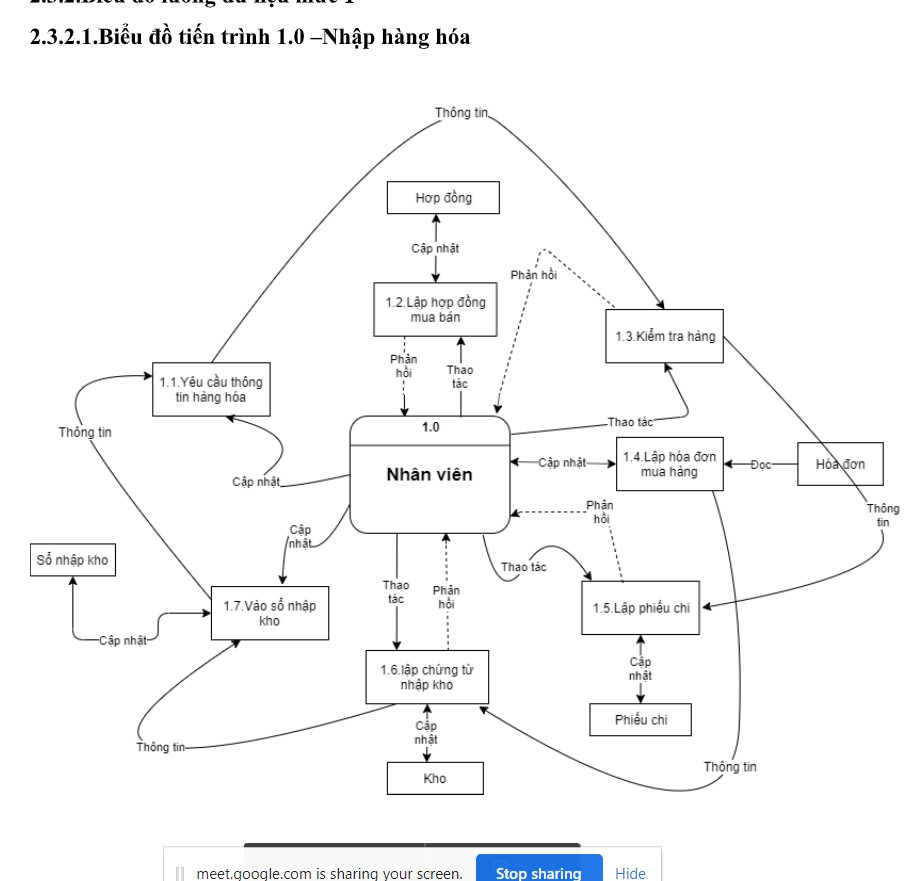 2.3.2.1.Biểu đồ tiến trình 1.0 –Nhập hàng hóa
Thông tin
Hơp đồng
Cập nhật
Phản hồi
1.2.Lập hợp đồng
mua bán
1.3.Kiểm tra hàng
Phản
hồi
Thao
tác
1.1.Yêu cầu thông
tin hàng hóa
Thông tin
1.0
Thao tác
Nhân viên
Cập nhật
1.4.Lập hóa đơn
mua hàng
Đọc
Hóa đơn
Cập nhật
Phản
hồi
Thông
tin
Cập
nhật
Sổ nhập kho
Thao tác
Thao
tác
Phản
hồi
1.7.Vào sổ nhập
kho
1.5.Lập phiếu chi
Cập nhật
Cập
nhật
1.6.lập chứng từ
nhập kho
Phiếu chi
Cập
nhật
Thông tin
Thông tin
Kho
meet.google.com is sharing your screen.
Stop sharing
Hide